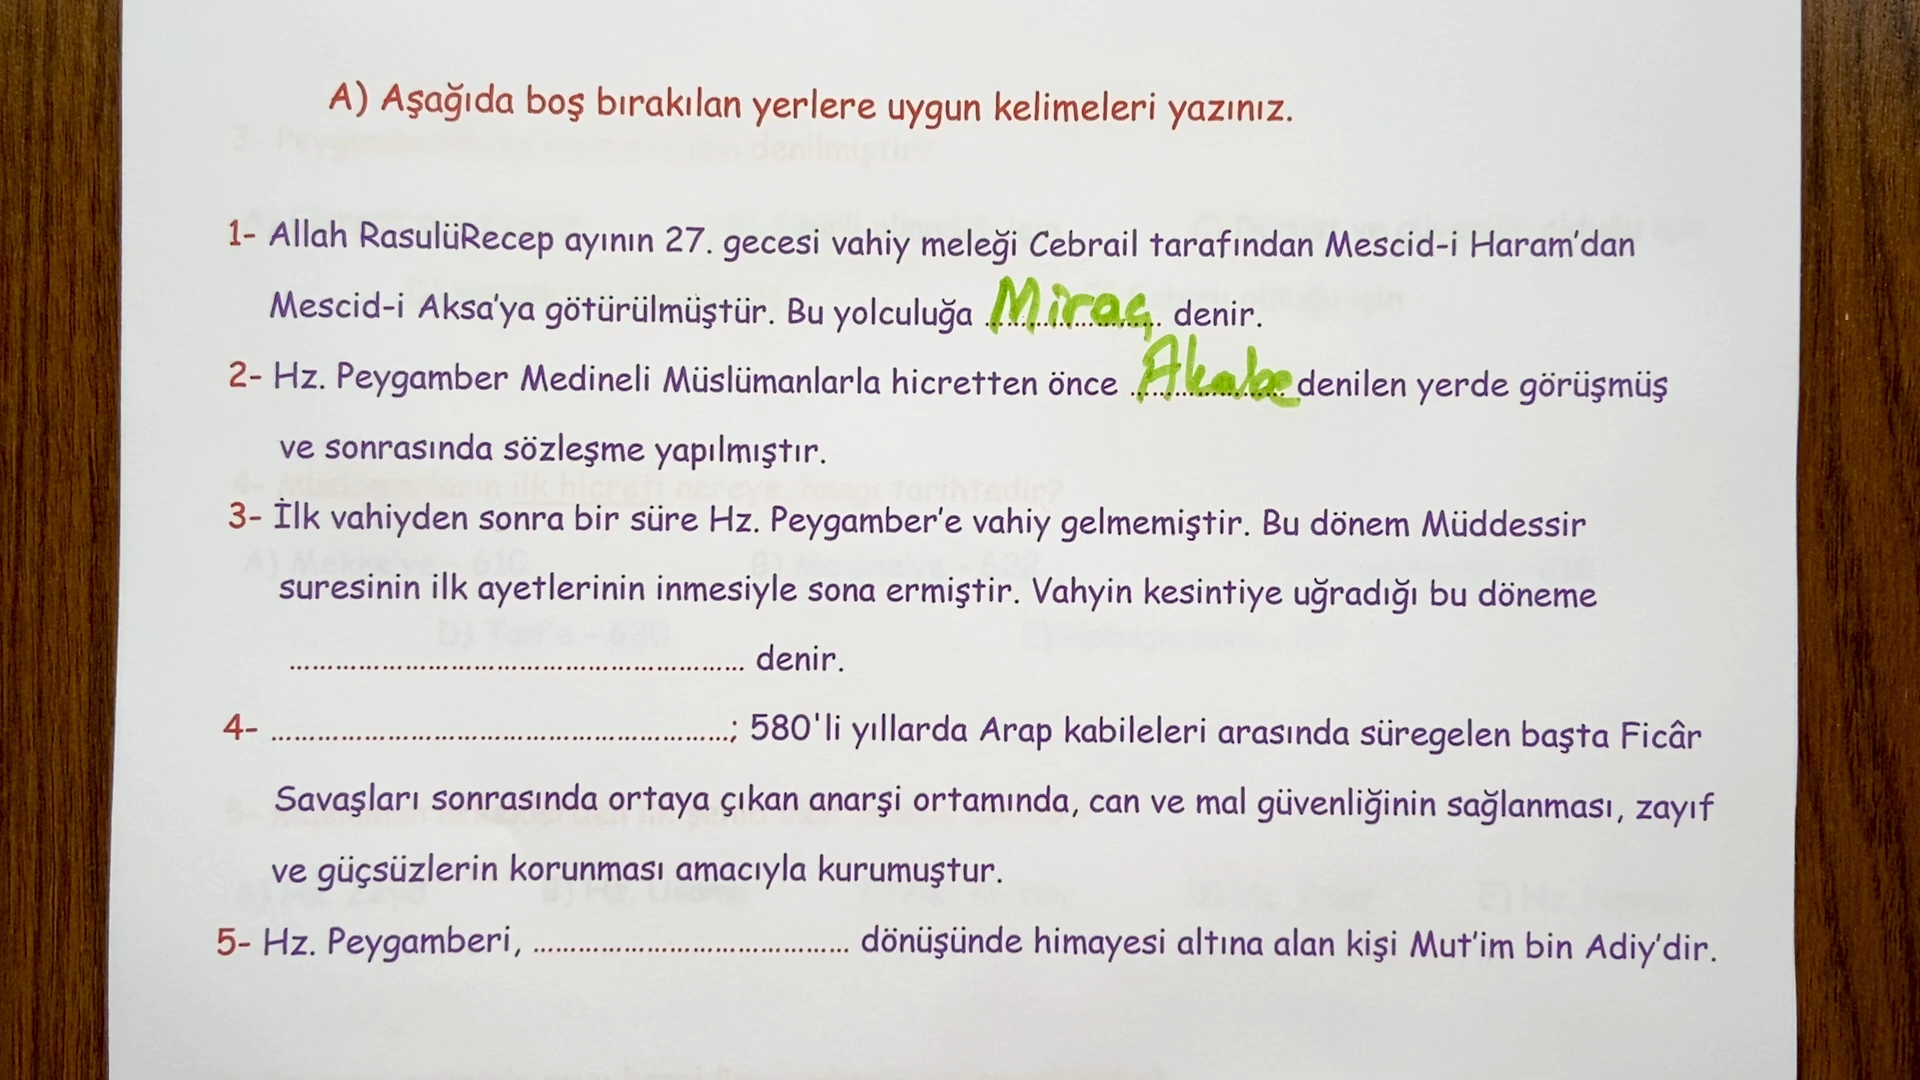 A) Aşağıda boş bırakılan yerlere uygun kelimeleri yazınız.
1- Allah RasulüRecep ayının 27. gecesi vahiy meleği Cebrail tarafından Mescid-i Haram'dan
Mescid-i Aksa'ya götürülmüştür. Bu yolculuğa Miraç denir.
2- Hz. Peygamber Medineli Müslümanlarla hicretten önce Akabe denilen yerde görüşmüş
ve sonrasında sözleşme yapılmıştır.
3- İlk vahiyden sonra bir süre Hz. Peygamber'e vahiy gelmemiştir. Bu dönem Müddessir
suresinin ilk ayetlerinin inmesiyle sona ermiştir. Vahyin kesintiye uğradığı bu döneme
.................................................... denir.
4- ....................................................; 580'li yıllarda Arap kabileleri arasında süregelen başta Ficâr
Savaşları sonrasında ortaya çıkan anarşi ortamında, can ve mal güvenliğinin sağlanması, zayıf
ve güçsüzlerin korunması amacıyla kurumuştur.
5- Hz. Peygamberi, .................................... dönüşünde himayesi altına alan kişi Mut'im bin Adiy'dir.